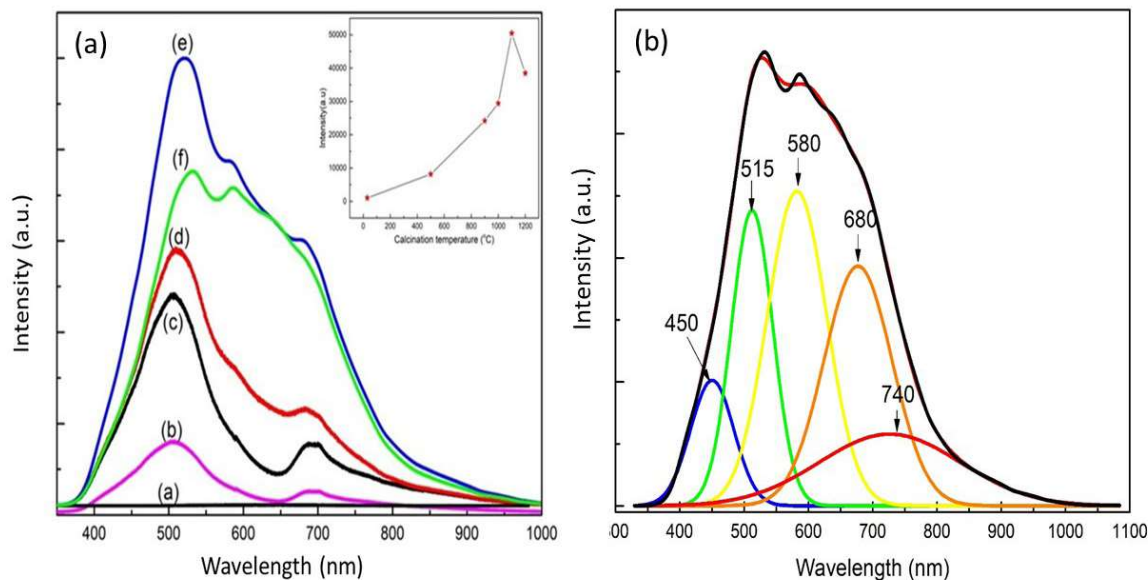 (a)
(e)
(f)
(d)
(c)
(b)
(a)
Intensity (a.u.)
400 500 600 700 800 900 1000
Wavelength (nm)
50000
40000
30000
20000
10000
0
Intensity(a.u)
0 200 400 600 800 1000 1200
Calcination temperature (°C)
(b)
515
580
680
450
740
Intensity (a.u.)
00 400 500 600 700 800 900 1000 1100
Wavelength (nm)